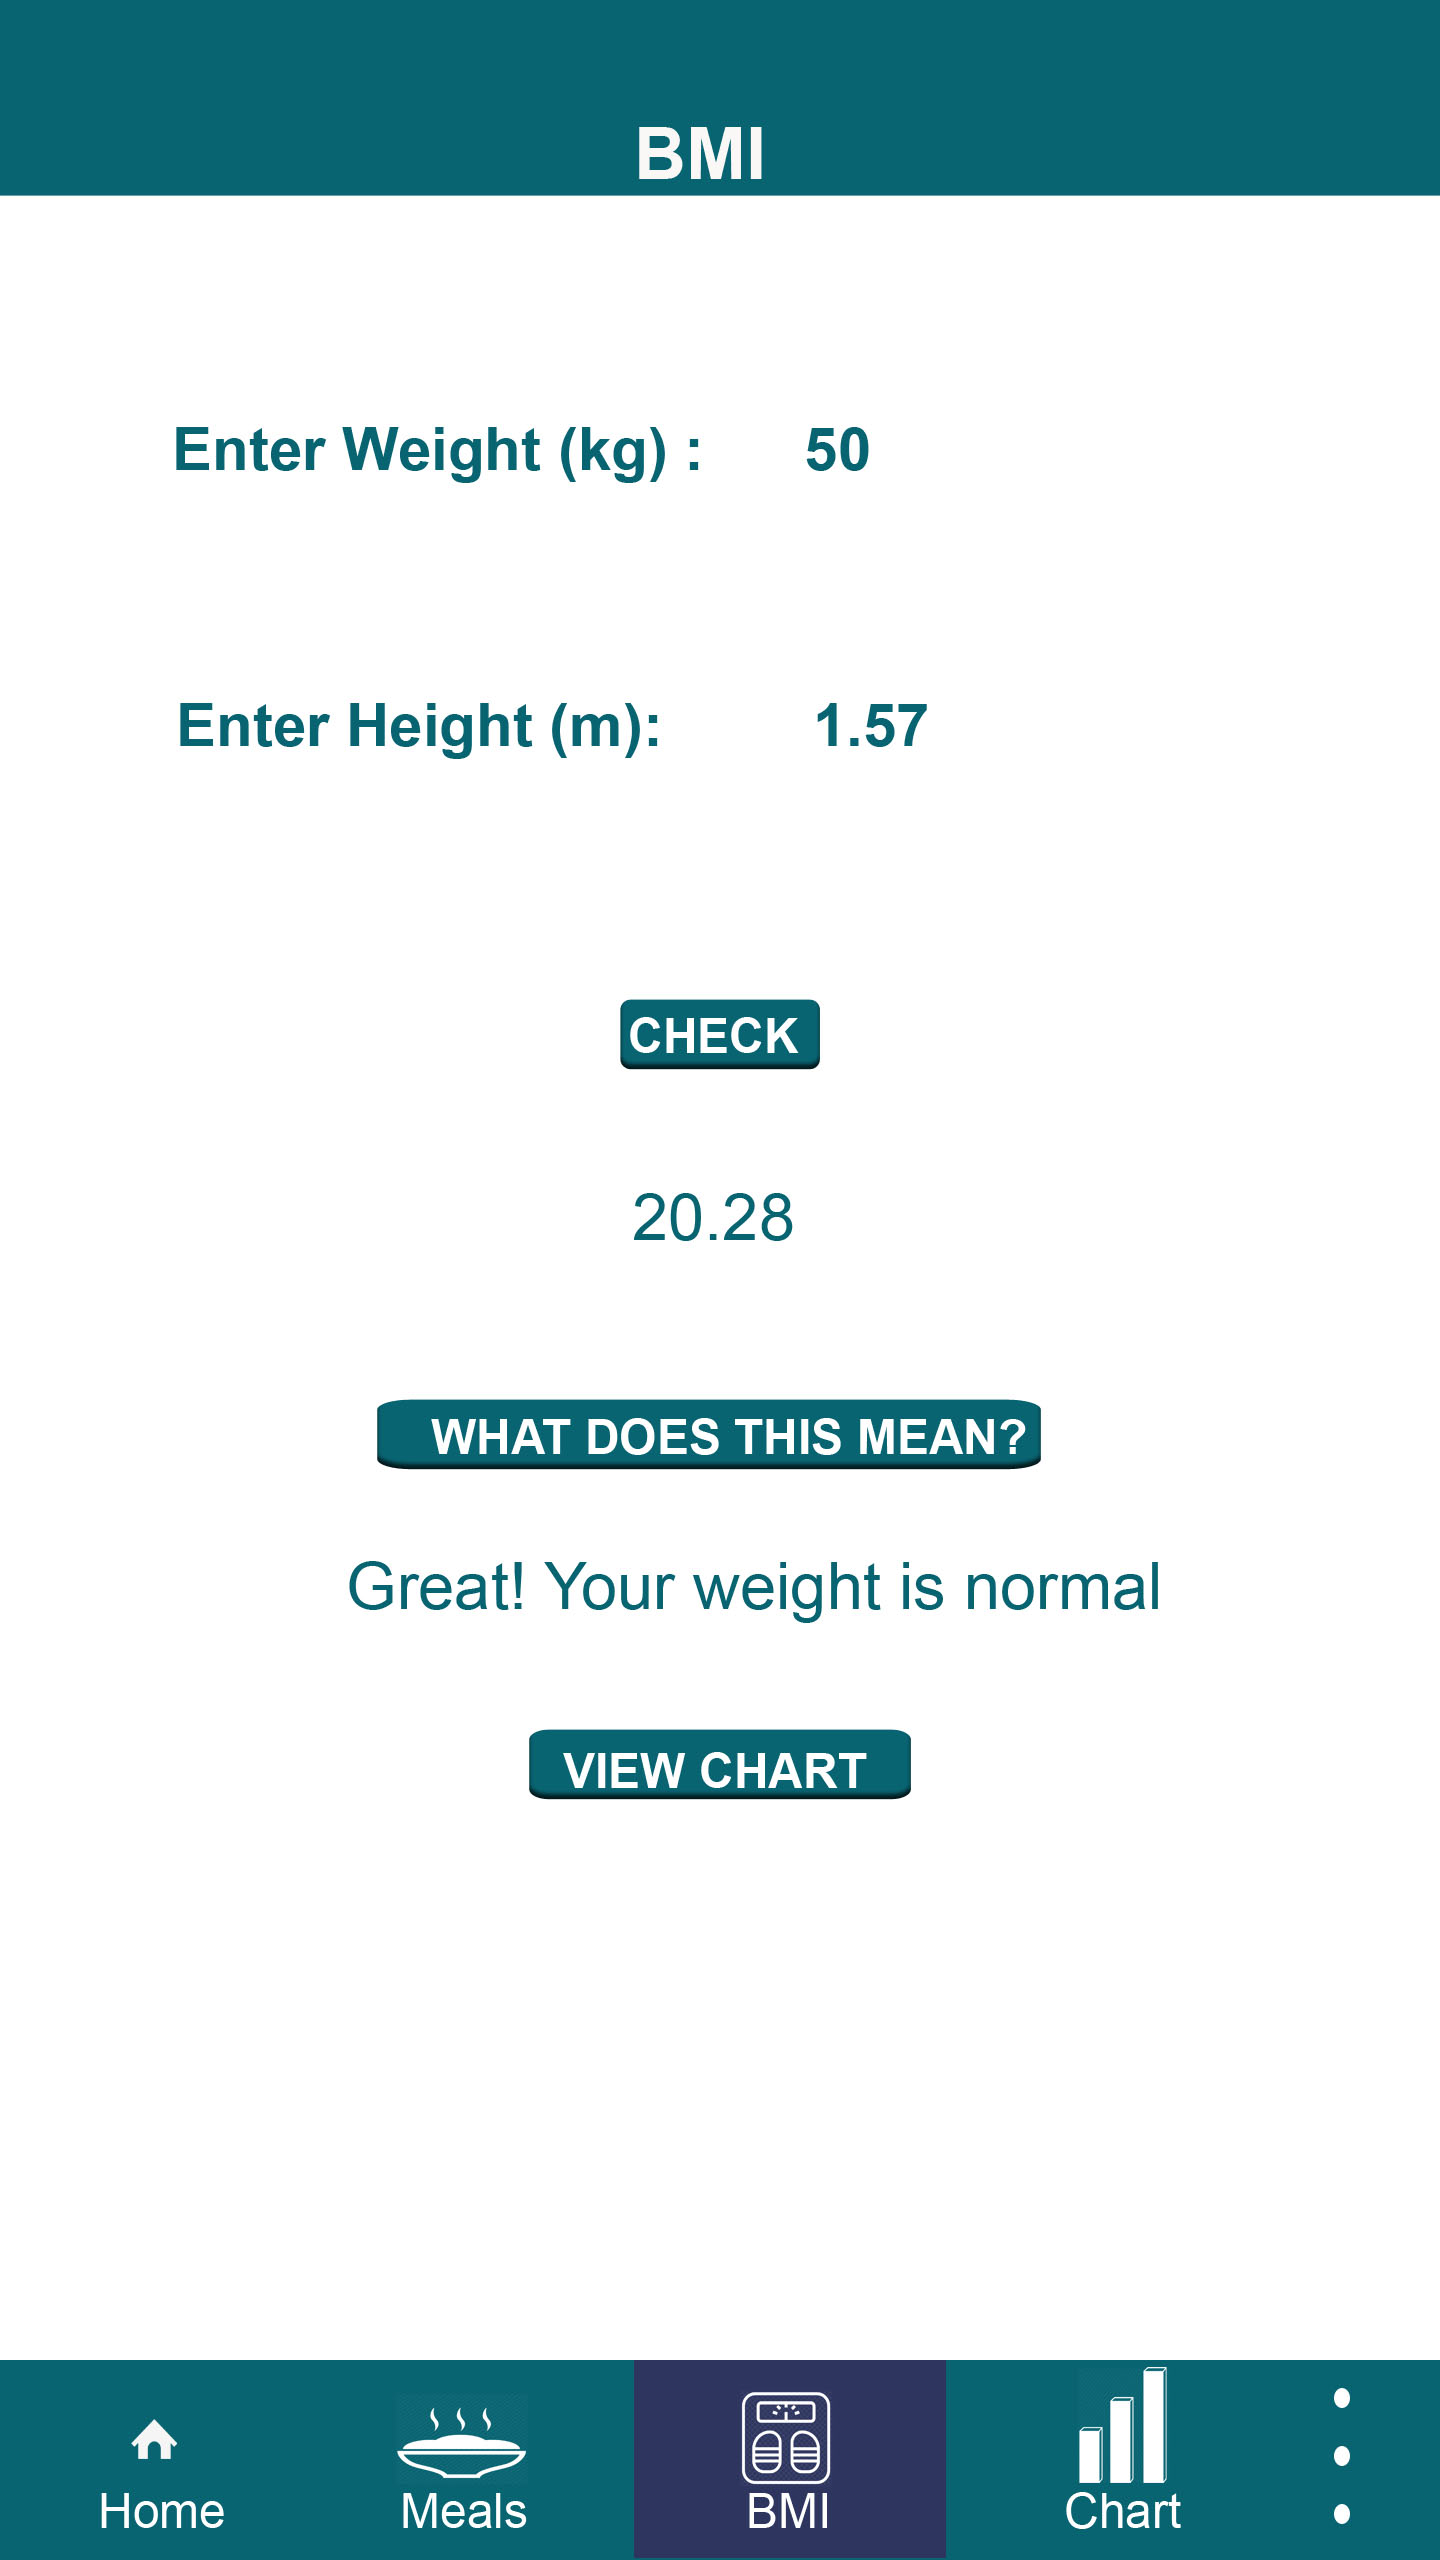 BMI
Enter Weight (kg) : 50
Enter Height (m): 1.57
CHECK
20.28
WHAT DOES THIS MEAN?
Great! Your weight is normal
VIEW CHART
Home Meals BMI Chart